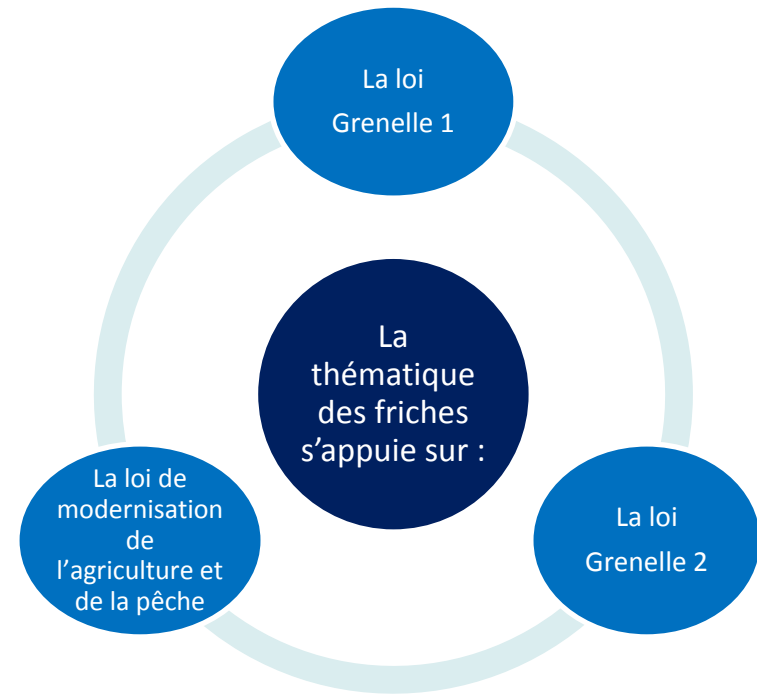 La loi
Grenelle 1
La
thématique
des friches
s’appuie sur :
La loi de
modernisation
de
l’agriculture et
de la pêche
La loi
Grenelle 2